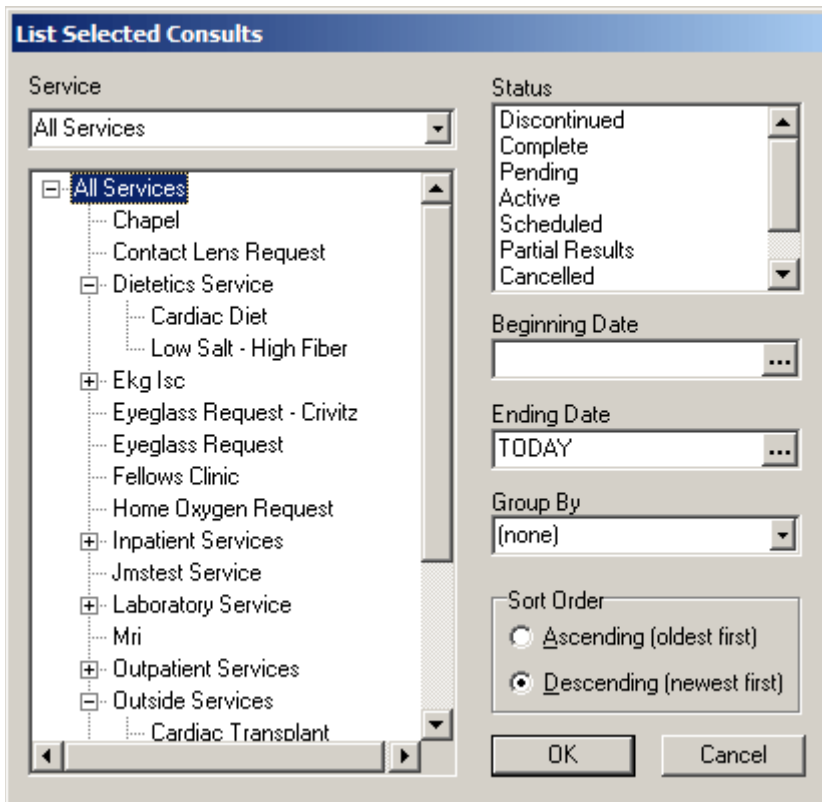 List Selected Consults
Service
All Services
All Services
Chapel
Contact Lens Request
Dietetics Service
Cardiac Diet
Low Salt - High Fiber
Ekg Isc
Eyeglass Request - Crivitz
Eyeglass Request
Fellows Clinic
Home Oxygen Request
Inpatient Services
Jmstest Service
Laboratory Service
Mri
Outpatient Services
Outside Services
Cardiac Transplant
Status
Discontinued
Complete
Pending
Active
Scheduled
Partial Results
Cancelled
Beginning Date
...
Ending Date
TODAY ...
Group By
(none)
Sort Order
Ascending (oldest first)
Descending (newest first)
OK Cancel